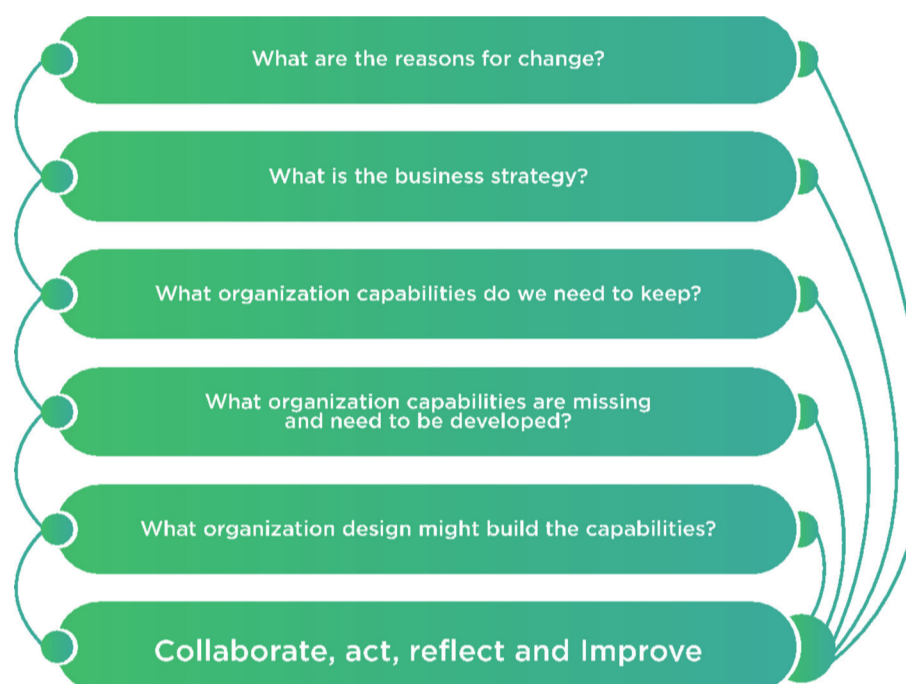 What are the reasons for change?
What is the business strategy?
What organization capabilities do we need to keep?
What organization capabilities are missing
and need to be developed?
What organization design might build the capabilities?
Collaborate, act, reflect and Improve